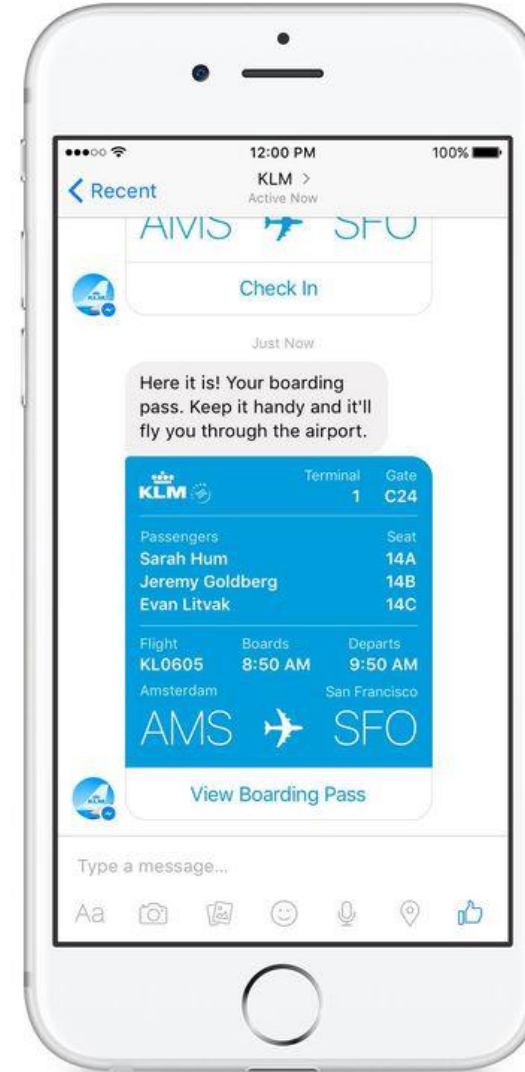 12:00 PM
100%
Recent
KLM >
Active Now
AMS SFO
Check In
Just Now
Here it is! Your boarding
pass. Keep it handy and it'll
fly you through the airport.
KLM
Terminal Gate
1 C24
Passengers Seat
Sarah Hum 14A
Jeremy Goldberg 14B
Evan Litvak 14C
Flight Boards Departs
KL0605 8:50 AM 9:50 AM
Amsterdam San Francisco
AMS SFO
View Boarding Pass
Type a message...
Aa